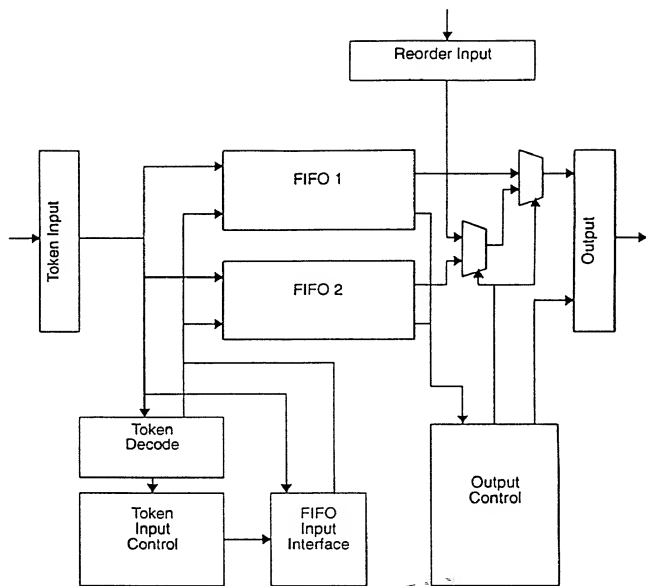 Reorder Input
Token Input
FIFO 1
FIFO 2
Output
Token
Decode
Token
Input
Control
FIFO
Input
Interface
Output
Control